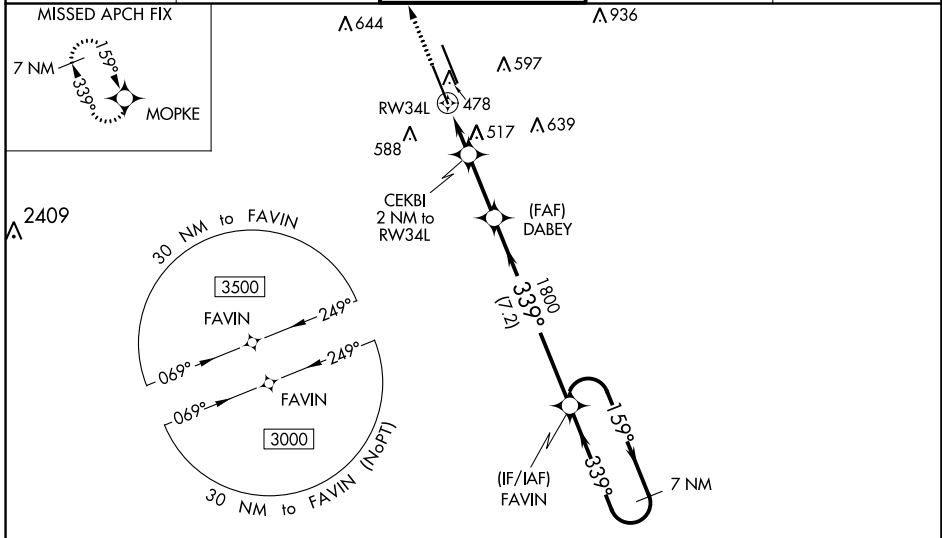 MISSED APCH FIX
159°
7 NM
339°
MOPKE
644
936
597
RW34L
478
517
639
588
CEKBI
2 NM to
RW34L
(FAF)
DABEY
2409
30 NM to FAVIN
3500
FAVIN
249°
069°
249°
069°
FAVIN
3000
30 NM to FAVIN (NoPT)
1800
339°
(7.2)
159°
339°
7 NM
(IF/IAF)
FAVIN